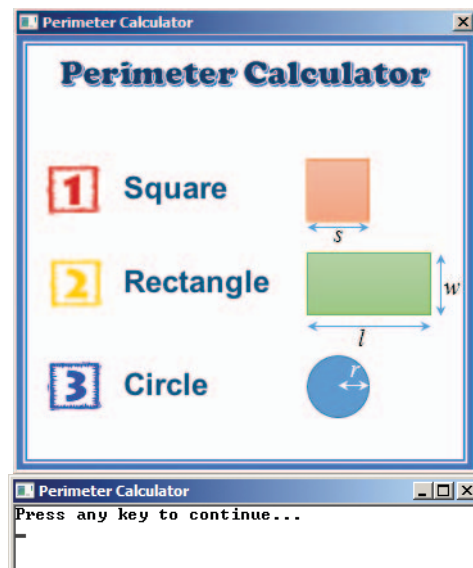 Perimeter Calculator
Perimeter Calculator
1 Square
s
2 Rectangle
w
l
3 Circle
r
Perimeter Calculator
Press any key to continue...